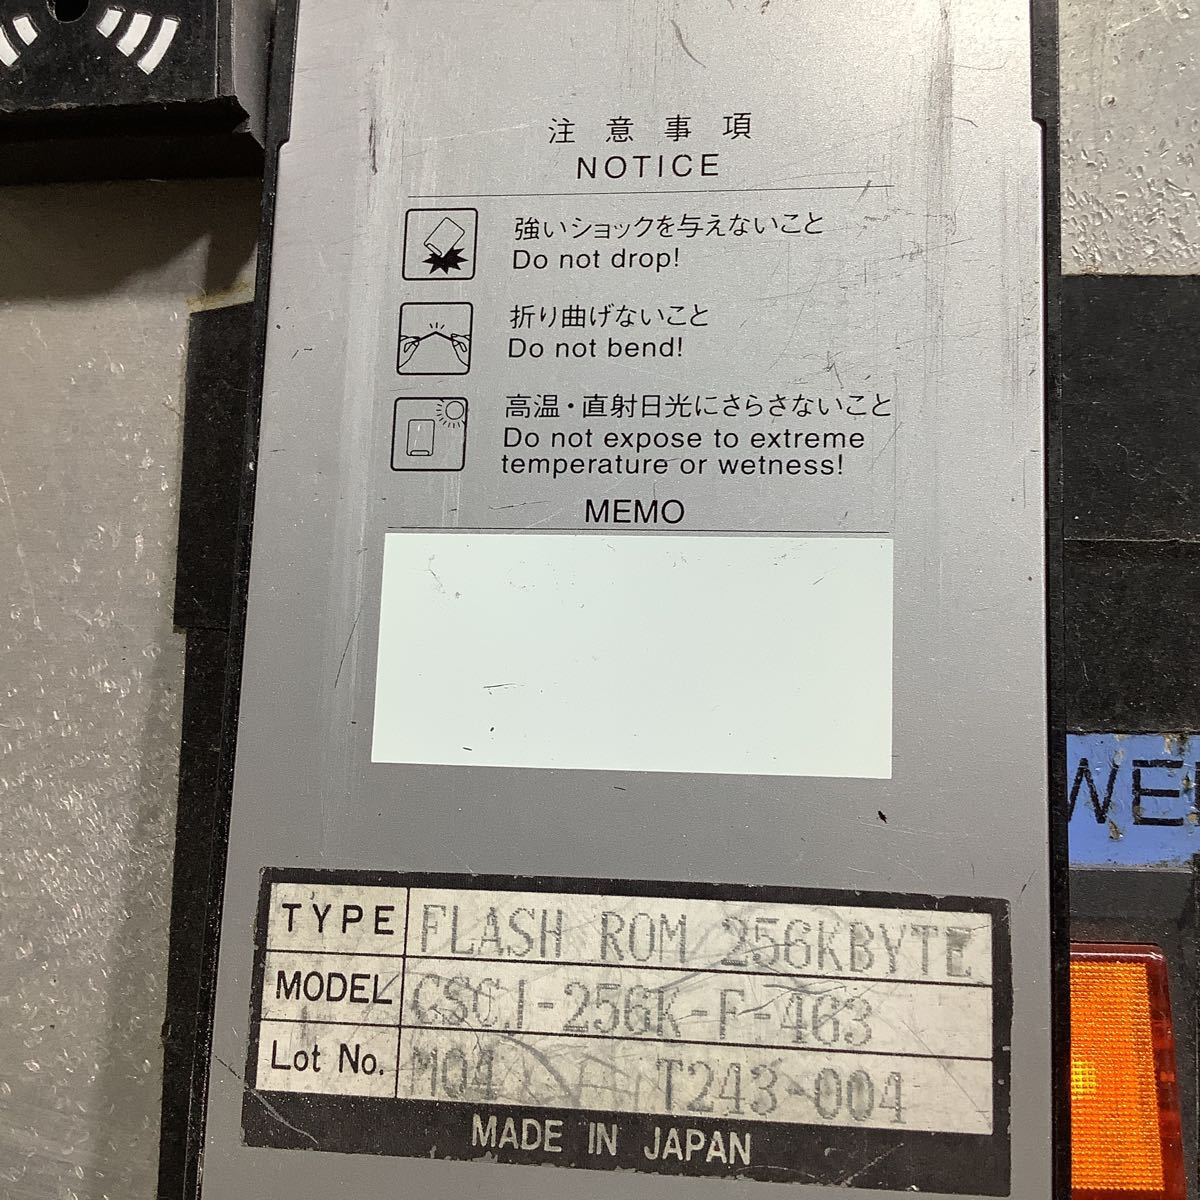 注意事項
NOTICE
強いショックを与えないこと
Do not drop!
折り曲げないこと
Do not bend!
高温・直射日光にさらさないこと
Do not expose to extreme
temperature or wetness!
MEMO
WE
TYPE FLASH ROM 256KBYTE
MODEL CSCJ-256K-F-463
Lot No. M04 T243-004
MADE IN JAPAN